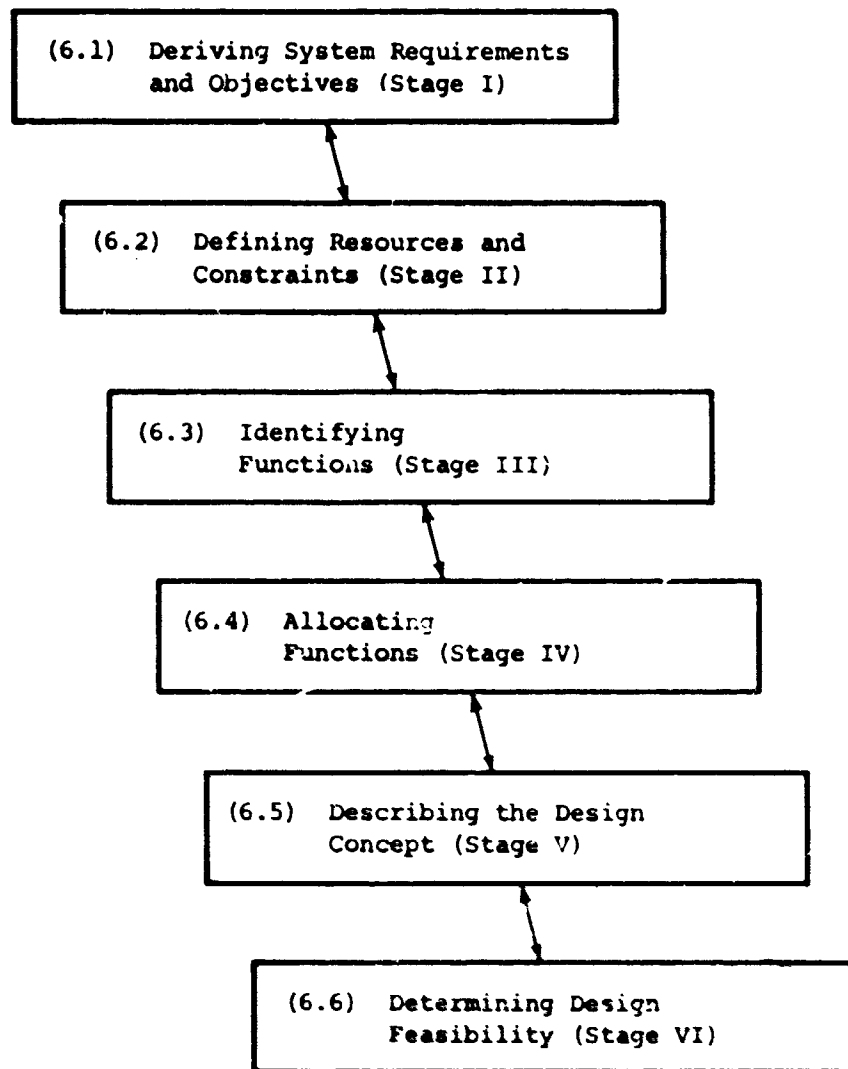 (6.1) Deriving System Requirements
and Objectives (Stage I)
(6.2) Defining Resources and
Constraints (Stage II)
(6.3) Identifying
Functions (Stage III)
(6.4) Allocating
Functions (Stage IV)
(6.5) Describing the Design
Concept (Stage V)
(6.6) Determining Design
Feasibility (Stage VI)